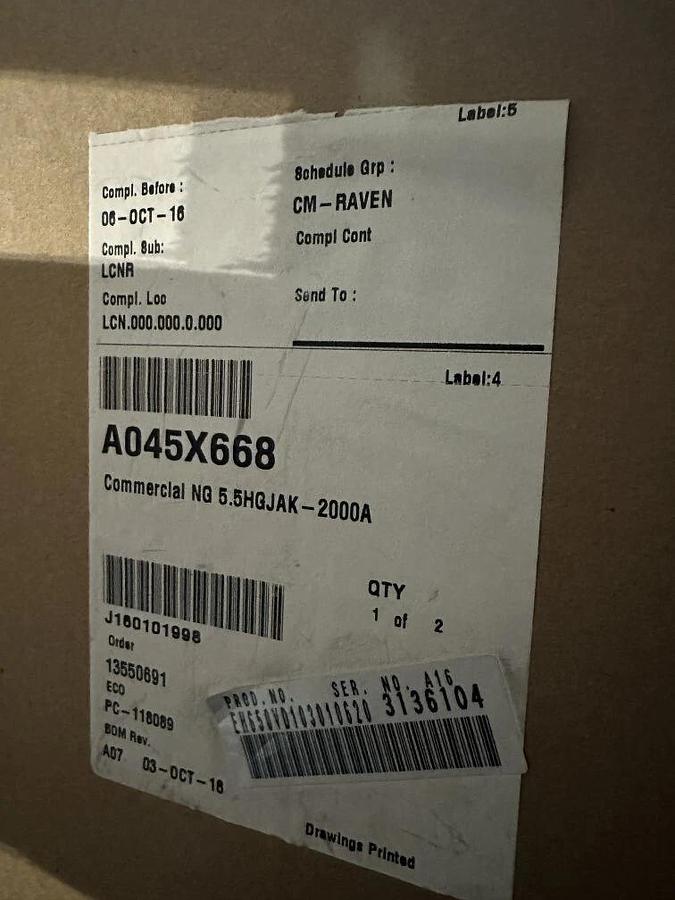 Label:5
Compl. Before :
06-OCT-16
Compl. Sub:
LCNR
Compl. Loc
LCN.000.000.0.000
Schedule Grp :
CM-RAVEN
Compl Cont
Send To :
Label:4
A045X668
Commercial NG 5.5HGJAK-2000A
J160101998
Order
13550691
ECO
PC-118089
BOM Rev.
A07 03-OCT-16
QTY
1 of 2
PROD. NO. SER. NO. A16
EH650VD103010620 3136104
Drawings Printed